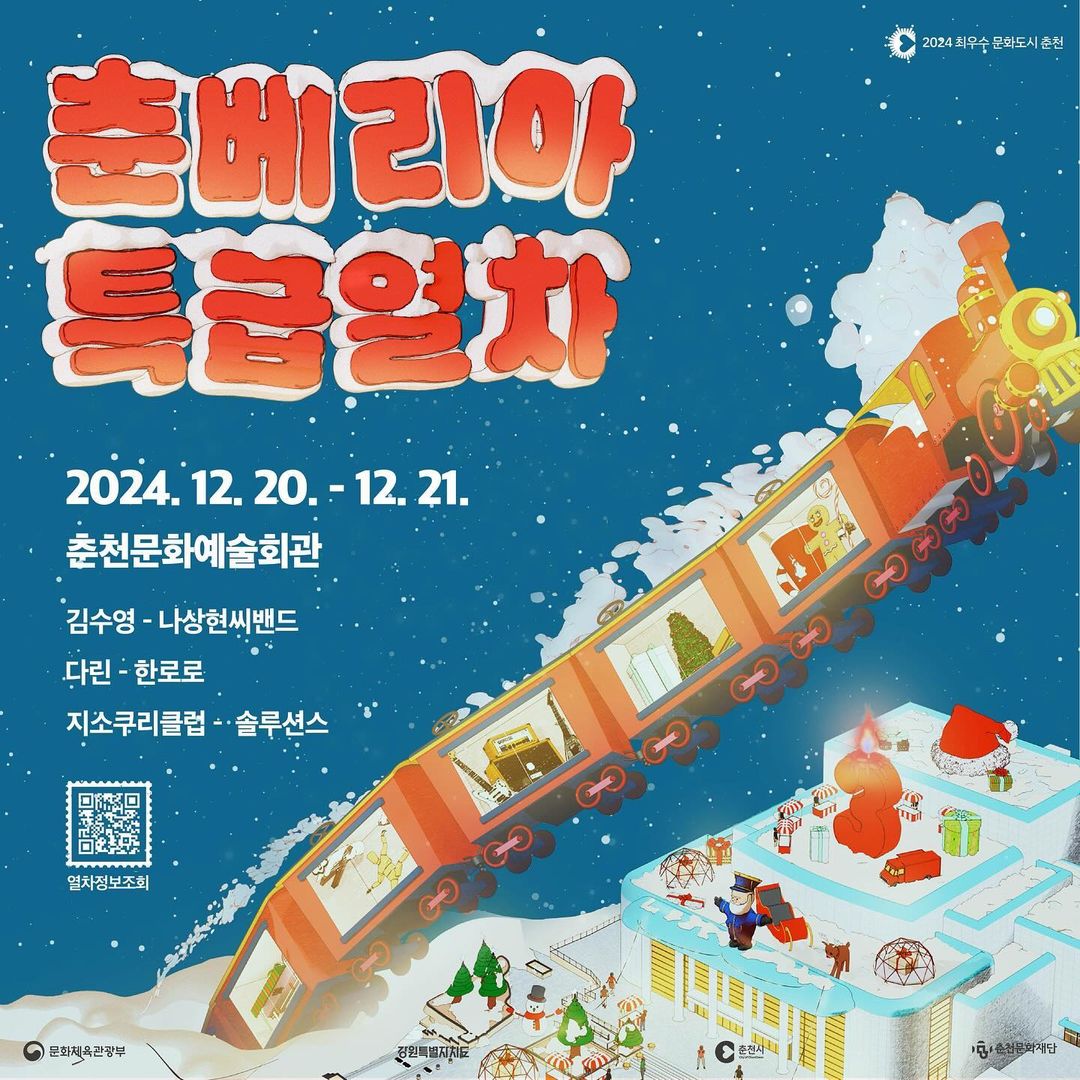 2024 최우수 문화도시 춘천
춘베리아
특급열차
2024. 12. 20. - 12. 21.
춘천문화예술회관
김수영 - 나상현씨밴드
다린 - 한로로
지소쿠리클럽 - 솔루션스
열차정보조회
문화체육관광부
강원특별자치도
춘천시
춘천문화재단